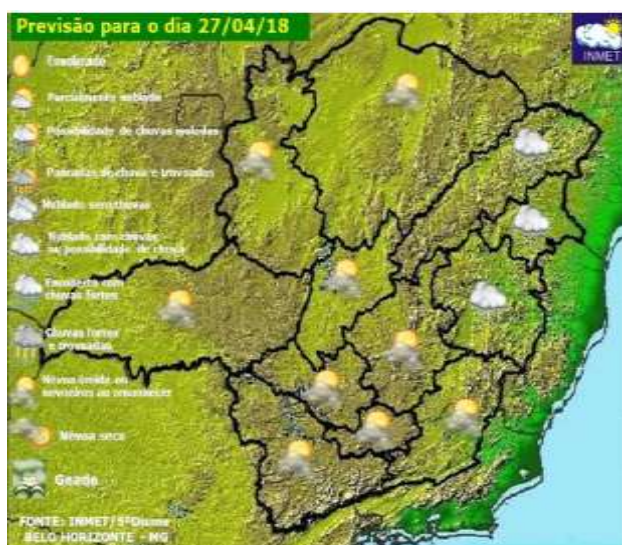 Previsão para o dia 27/04/18
INMET
Ensolarado
Parcialmente nublado
Possibilidade de chuvas isoladas
Pancadas de chuva e trovoadas
Nublado sem chuva
Nublado com chuvas
ou possibilidade de chuva
Encoberto com
chuvas fortes
Chuvas fortes
e trovoadas
Névoa úmida ou
nevoeiro ao amanhecer
Névoa seca
Geada
FONTE: INMET/5ºDisme
BELO HORIZONTE - MG